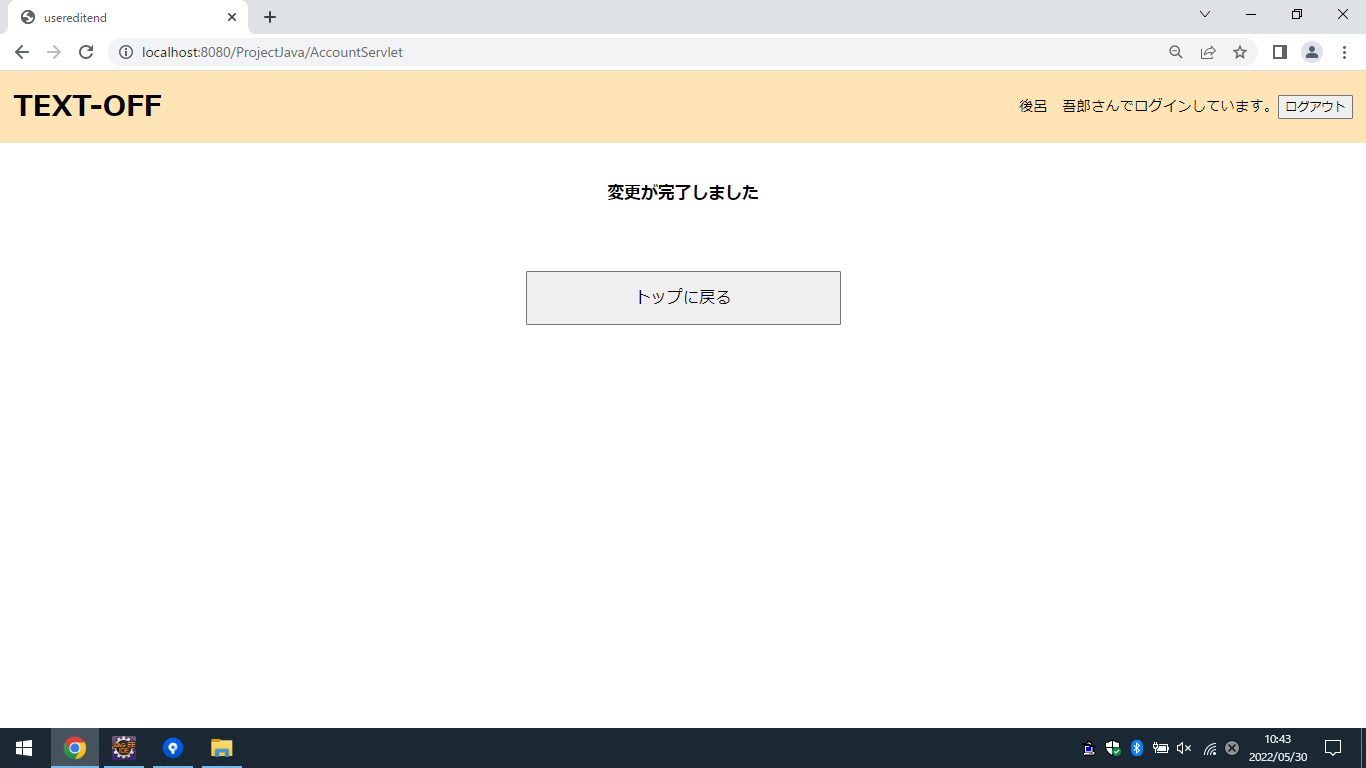 usereditend
localhost:8080/ProjectJava/AccountServlet
TEXT-OFF
後呂　吾郎さんでログインしています。 ログアウト
変更が完了しました
トップに戻る
10:43
2022/05/30